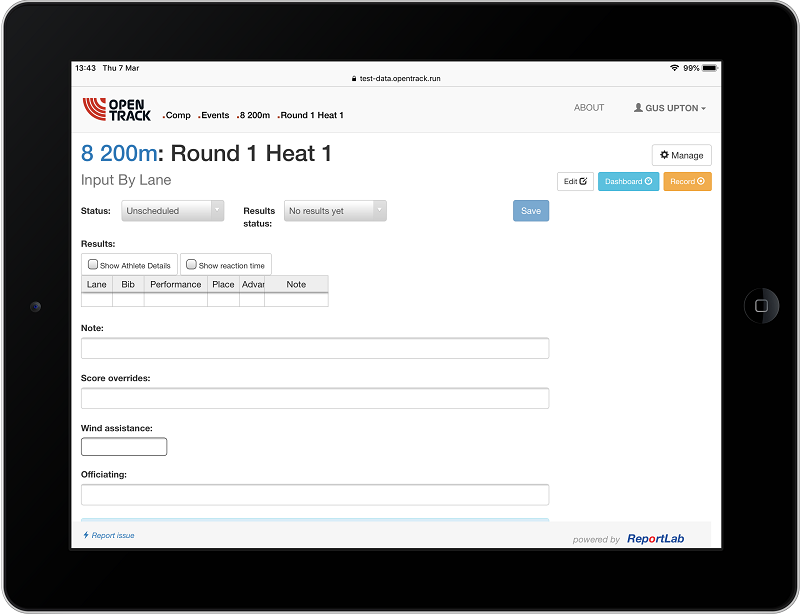 13:43 Thu 7 Mar
99%
test-data.opentrack.run
OPEN
TRACK
.Comp .Events .8 200m .Round 1 Heat 1
ABOUT
GUS UPTON
8 200m: Round 1 Heat 1
Manage
Input By Lane
Edit
Dashboard
Record
Status:
Unscheduled
Results
status:
No results yet
Save
Results:
Show Athlete Details
Show reaction time
Lane Bib Performance Place Advar Note
Note:
Score overrides:
Wind assistance:
Officiating:
Report issue
powered by ReportLab